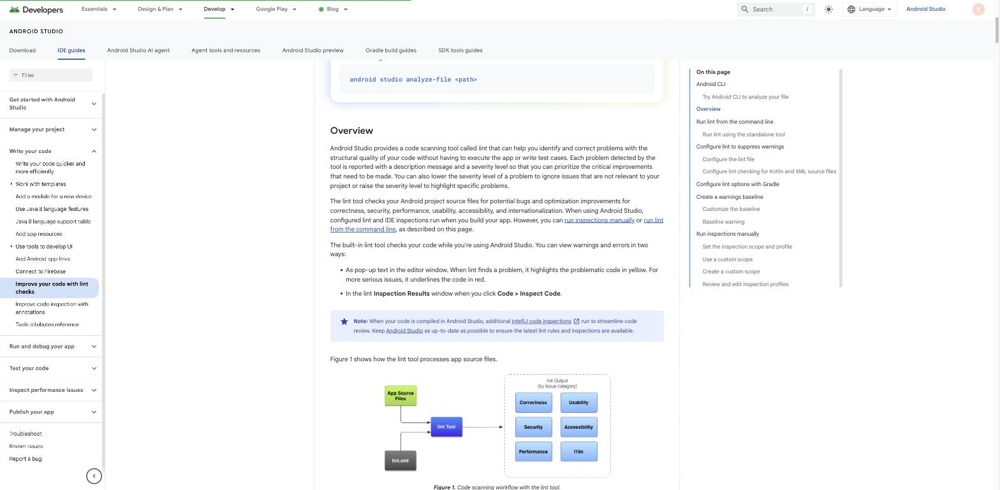 Developers
Essentials
Design & Plan
Develop
Google Play
Blog
Search
/
Language
Android Studio
X
ANDROID STUDIO
Download
IDE guides
Android Studio AI agent
Agent tools and resources
Android Studio preview
Gradle build guides
SDK tools guides
Filter
Get started with Android
Studio
Manage your project
Write your code
Write your code quicker and
more efficiently
Work with templates
Add a module for a new device
Use Java 8 language features
Java 8 language support table
Add app resources
Use tools to develop UI
Add Android app links
Connect to Firebase
Improve your code with lint
checks
Improve code inspection with
annotations
Tools attributes reference
Run and debug your app
Test your code
Inspect performance issues
Publish your app
Troubleshoot
Known issues
Report a bug
android studio analyze-file <path>
Overview
Android Studio provides a code scanning tool called lint that can help you identify and correct problems with the
structural quality of your code without having to execute the app or write test cases. Each problem detected by the
tool is reported with a description message and a severity level so that you can prioritize the critical improvements
that need to be made. You can also lower the severity level of a problem to ignore issues that are not relevant to your
project or raise the severity level to highlight specific problems.
The lint tool checks your Android project source files for potential bugs and optimization improvements for
correctness, security, performance, usability, accessibility, and internationalization. When using Android Studio,
configured lint and IDE inspections run when you build your app. However, you can run inspections manually or run lint
from the command line, as described on this page.
The built-in lint tool checks your code while you're using Android Studio. You can view warnings and errors in two
ways:
• As pop-up text in the editor window. When lint finds a problem, it highlights the problematic code in yellow. For
more serious issues, it underlines the code in red.
• In the lint Inspection Results window when you click Code > Inspect Code.
Note: When your code is compiled in Android Studio, additional IntelliJ code inspections run to streamline code
review. Keep Android Studio as up-to-date as possible to ensure the latest lint rules and inspections are available.
Figure 1 shows how the lint tool processes app source files.
App Source
Files
lint Tool
lint.xml
lint Output
(by issue category)
Correctness
Usability
Security
Accessibility
Performance
I18n
Figure 1. Code scanning workflow with the lint tool.
On this page
Android CLI
Try Android CLI to analyze your file
Overview
Run lint from the command line
Run lint using the standalone tool
Configure lint to suppress warnings
Configure the lint file
Configure lint checking for Kotlin and XML source files
Configure lint options with Gradle
Create a warnings baseline
Customize the baseline
Baseline warning
Run inspections manually
Set the inspection scope and profile
Use a custom scope
Create a custom scope
Review and edit inspection profiles